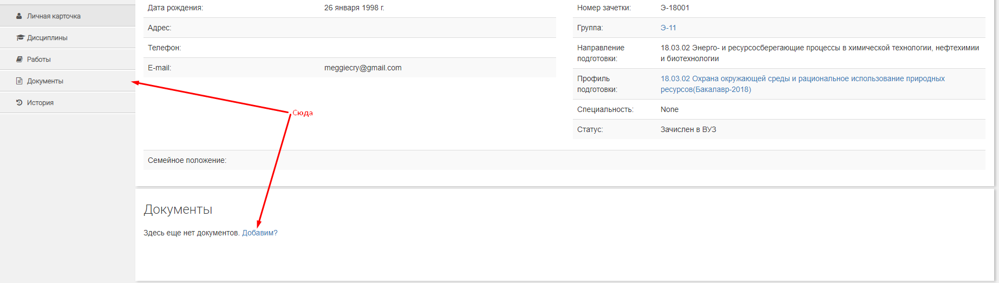 Личная карточка
Дисциплины
Работы
Документы
История
Дата рождения: 26 января 1998 г.
Адрес:
Телефон:
E-mail: meggiecry@gmail.com
Номер зачетки: Э-18001
Группа: Э-11
Направление подготовки: 18.03.02 Энерго- и ресурсосберегающие процессы в химической технологии, нефтехимии
и биотехнологии
Профиль подготовки: 18.03.02 Охрана окружающей среды и рациональное использование природных
ресурсов(Бакалавр-2018)
Специальность: None
Статус: Зачислен в ВУЗ
Сюда
Семейное положение:
Документы
Здесь еще нет документов. Добавим?